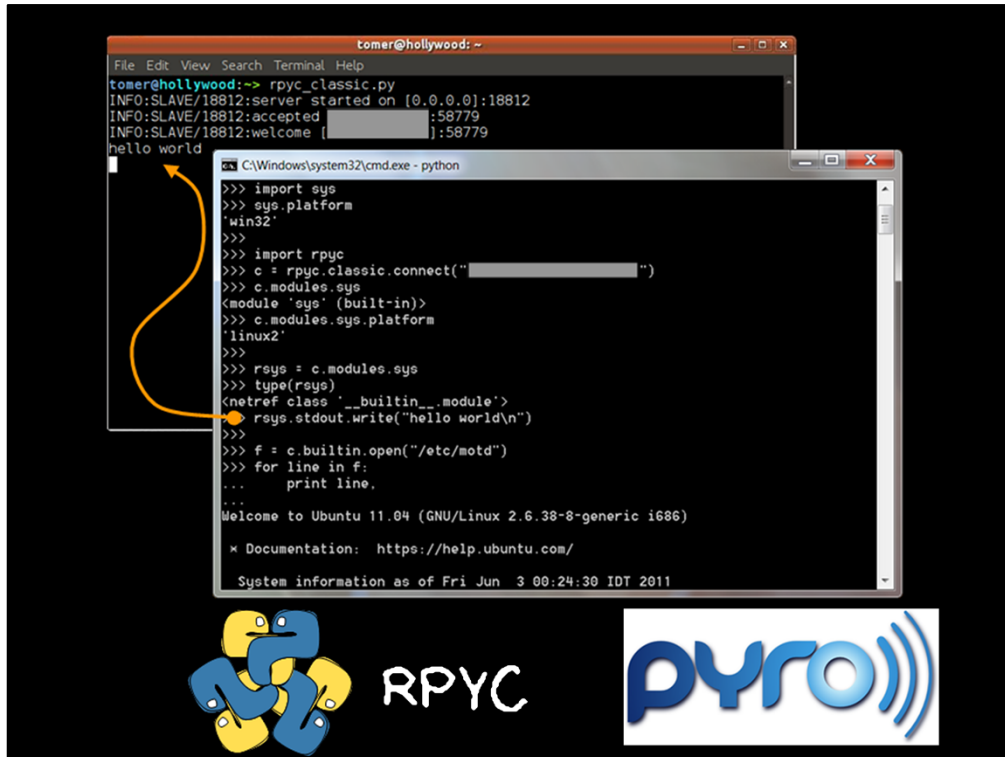 tomer@hollywood: ~
File Edit View Search Terminal Help
tomer@hollywood:~> rpyc_classic.py
INFO:SLAVE/18812:server started on [0.0.0.0]:18812
INFO:SLAVE/18812:accepted :58779
INFO:SLAVE/18812:welcome [ ]:58779
hello world
C:\Windows\system32\cmd.exe - python
>>> import sys
>>> sys.platform
'win32'
>>>
>>> import rpyc
>>> c = rpyc.classic.connect(" ")
>>> c.modules.sys
<module 'sys' (built-in)>
>>> c.modules.sys.platform
'linux2'
>>>
>>> rsys = c.modules.sys
>>> type(rsys)
<netref class '__builtin__.module'>
>>> rsys.stdout.write("hello world\n")
>>>
>>> f = c.builtin.open("/etc/motd")
>>> for line in f:
...     print line,
...
Welcome to Ubuntu 11.04 (GNU/Linux 2.6.38-8-generic i686)
* Documentation:  https://help.ubuntu.com/
System information as of Fri Jun  3 00:24:30 IDT 2011
RPYC
pyro